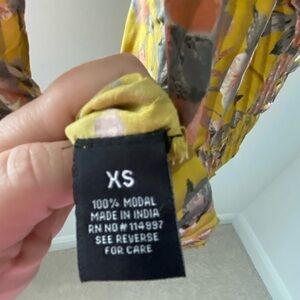 XS
100% MODAL
MADE IN INDIA
RN NO# 114997
SEE REVERSE
FOR CARE